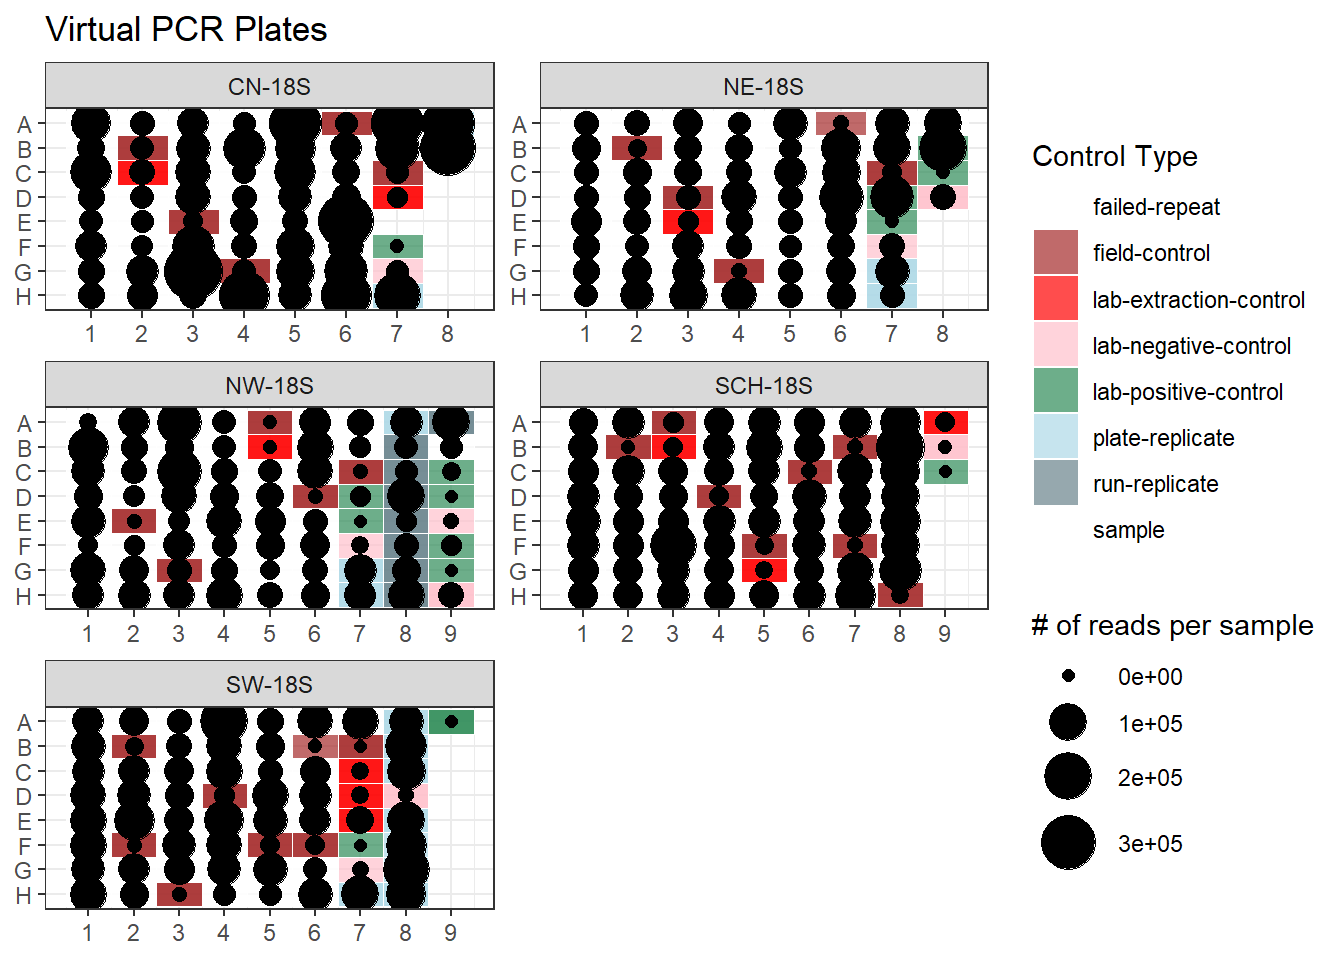 Virtual PCR Plates
CN-18S
A
B
C
D
E
F
G
H
1 2 3 4 5 6 7 8
NE-18S
A
B
C
D
E
F
G
H
1 2 3 4 5 6 7 8
NW-18S
A
B
C
D
E
F
G
H
1 2 3 4 5 6 7 8 9
SCH-18S
A
B
C
D
E
F
G
H
1 2 3 4 5 6 7 8 9
SW-18S
A
B
C
D
E
F
G
H
1 2 3 4 5 6 7 8 9
Control Type
failed-repeat
field-control
lab-extraction-control
lab-negative-control
lab-positive-control
plate-replicate
run-replicate
sample
# of reads per sample
0e+00
1e+05
2e+05
3e+05